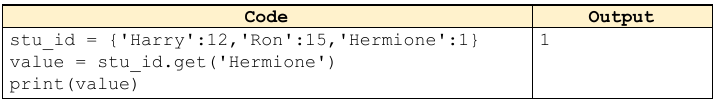 Code Output
stu_id = {'Harry':12,'Ron':15,'Hermione':1} 1
value = stu_id.get('Hermione')
print(value)